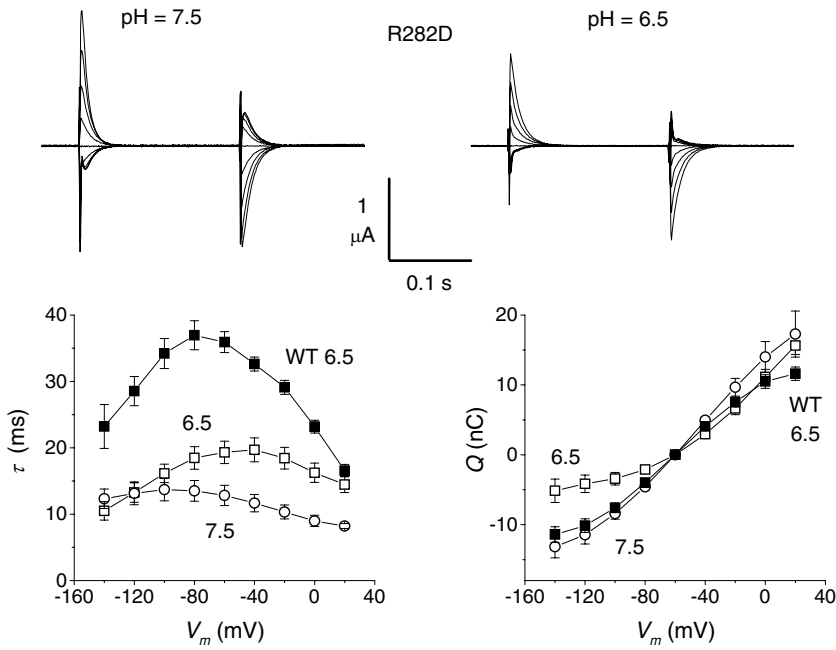 pH = 7.5
R282D
pH = 6.5
1
μA
0.1 s
40
30
20
10
0
τ (ms)
WT 6.5
6.5
7.5
-160 -120 -80 -40 0 40
V_m (mV)
20
10
0
-10
Q (nC)
6.5
WT
6.5
7.5
-160 -120 -80 -40 0 40
V_m (mV)